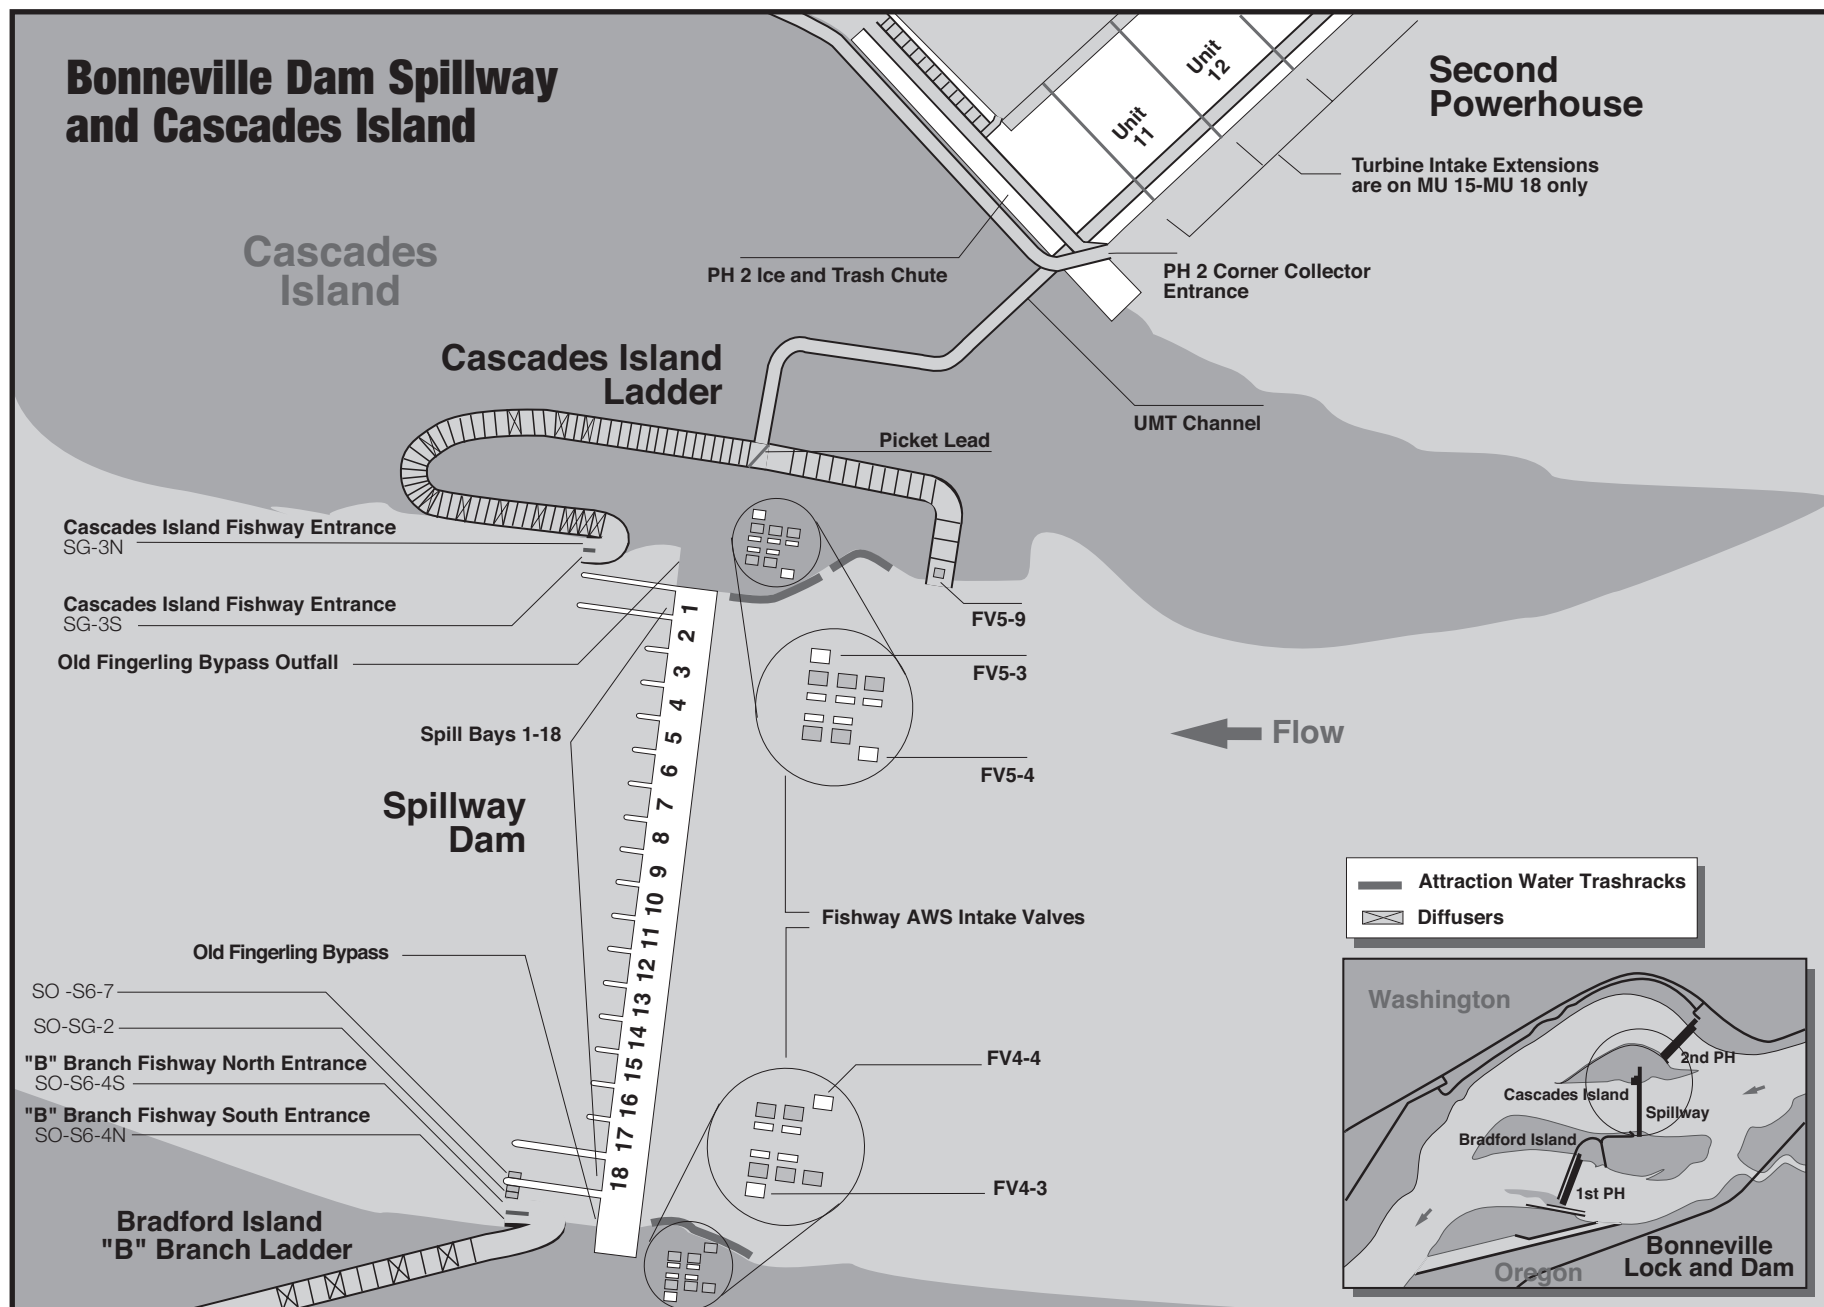 Bonneville Dam Spillway
and Cascades Island
Unit
12
Unit
11
Second
Powerhouse
Turbine Intake Extensions
are on MU 15-MU 18 only
Cascades
Island
PH 2 Ice and Trash Chute
PH 2 Corner Collector
Entrance
Cascades Island
Ladder
UMT Channel
Picket Lead
Cascades Island Fishway Entrance
SG-3N
Cascades Island Fishway Entrance
SG-3S
Old Fingerling Bypass Outfall
FV5-9
FV5-3
FV5-4
Spill Bays 1-18
Flow
Spillway
Dam
1
2
3
4
5
6
7
8
9
10
11
12
13
14
15
16
17
18
Fishway AWS Intake Valves
Attraction Water Trashracks
Diffusers
Old Fingerling Bypass
SO -S6-7
SO-SG-2
"B" Branch Fishway North Entrance
SO-S6-4S
"B" Branch Fishway South Entrance
SO-S6-4N
FV4-4
FV4-3
Bradford Island
"B" Branch Ladder
Washington
2nd PH
Cascades Island
Spillway
Bradford Island
1st PH
Bonneville
Lock and Dam
Oregon